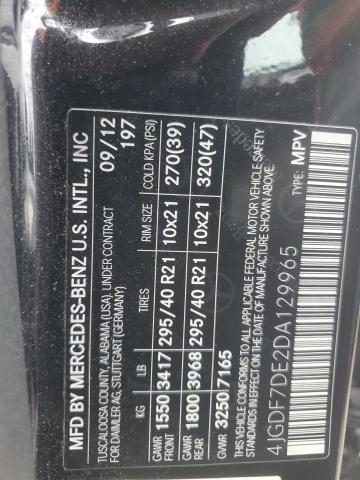 MFD BY MERCEDES-BENZ U.S. INTL., INC
TUSCALOOSA COUNTY, ALABAMA (USA), UNDER CONTRACT 09/12
FOR DAIMLER AG, STUTTGART (GERMANY) 197
KG LB TIRES RIM SIZE COLD KPA(PSI)
GAWR FRONT 1550 3417 295/40 R21 10x21 270(39)
GAWR REAR 1800 3968 295/40 R21 10x21 320(47)
GVWR 3250 7165
THIS VEHICLE CONFORMS TO ALL APPLICABLE FEDERAL MOTOR VEHICLE SAFETY
STANDARDS IN EFFECT ON THE DATE OF MANUFACTURE SHOWN ABOVE.
4JGDF7DE2DA129965 TYPE: MPV